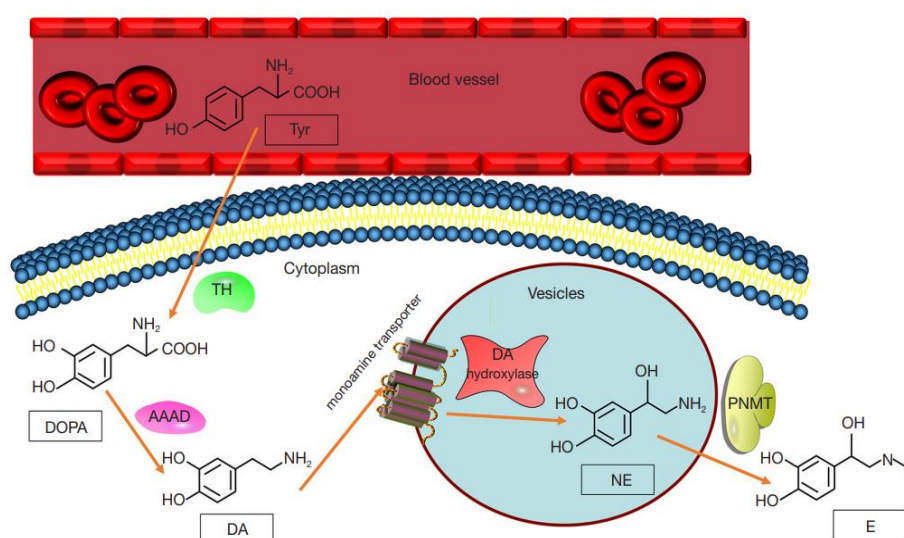 NH₂
COOH
HO
Tyr
Blood vessel
Cytoplasm
TH
NH₂
HO
COOH
HO
DOPA
AAAD
HO
NH₂
HO
DA
monoamine transporter
Vesicles
DA
hydroxylase
OH
HO
NH₂
HO
NE
PNMT
OH
HO
N
HO
E